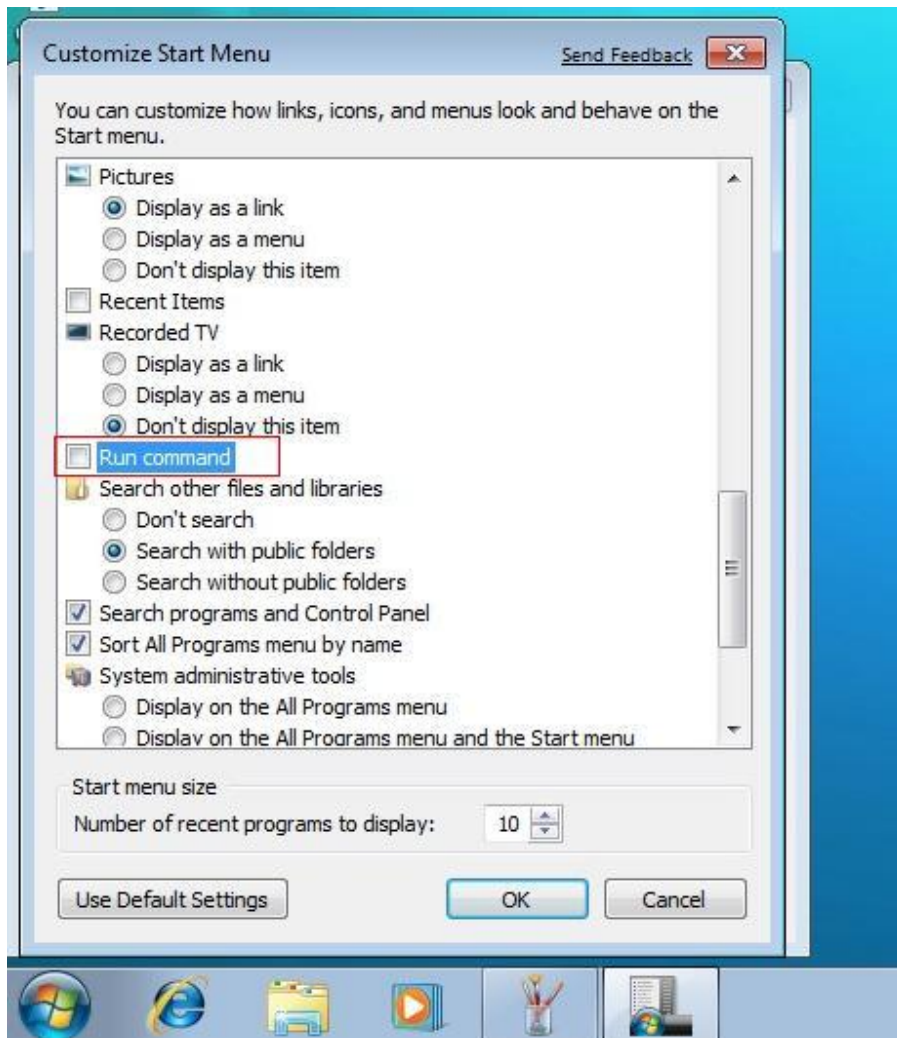 Customize Start Menu
Send Feedback
You can customize how links, icons, and menus look and behave on the
Start menu.
Pictures
Display as a link
Display as a menu
Don't display this item
Recent Items
Recorded TV
Display as a link
Display as a menu
Don't display this item
Run command
Search other files and libraries
Don't search
Search with public folders
Search without public folders
Search programs and Control Panel
Sort All Programs menu by name
System administrative tools
Display on the All Programs menu
Display on the All Programs menu and the Start menu
Start menu size
Number of recent programs to display: 10
Use Default Settings
OK
Cancel